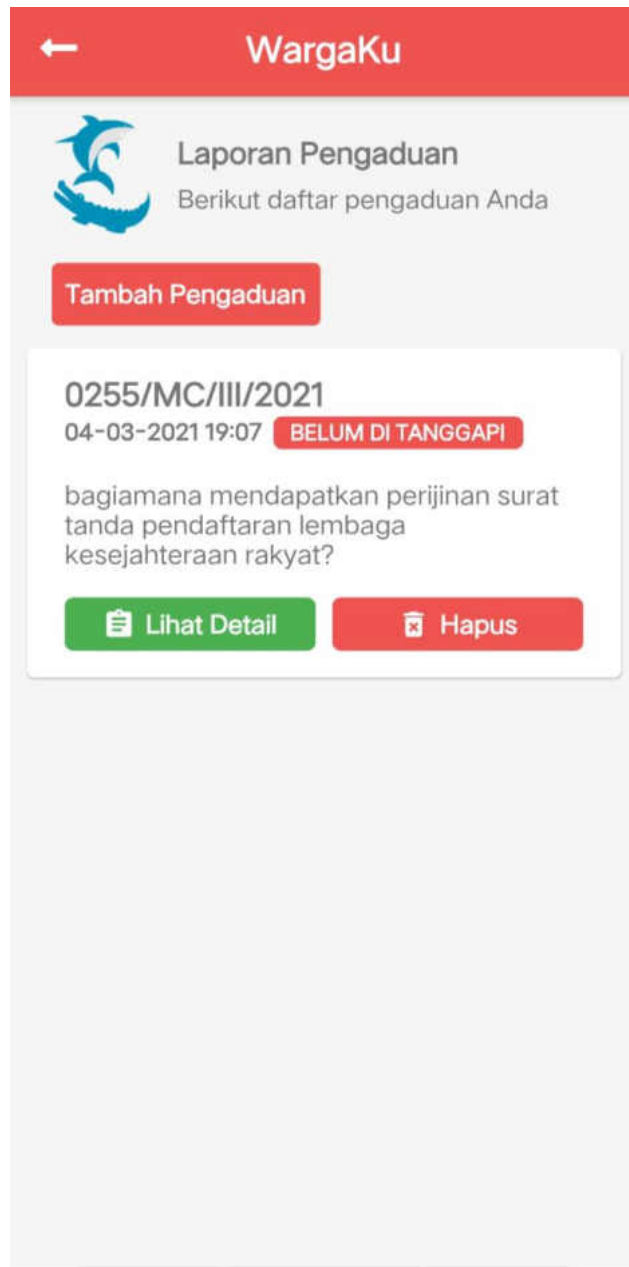 WargaKu
Laporan Pengaduan
Berikut daftar pengaduan Anda
Tambah Pengaduan
0255/MC/III/2021
04-03-2021 19:07 BELUM DI TANGGAPI
bagiamana mendapatkan perijinan surat
tanda pendaftaran lembaga
kesejahteraan rakyat?
Lihat Detail Hapus